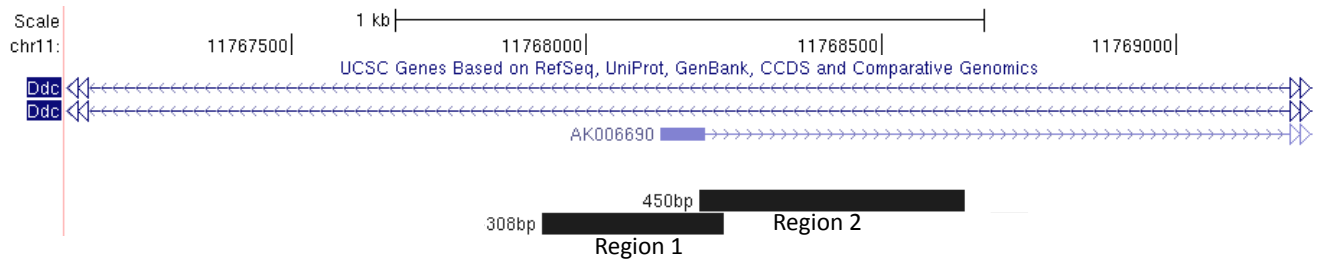 Scale 1 kb
chr11: 11767500 11768000 11768500 11769000
UCSC Genes Based on RefSeq, UniProt, GenBank, CCDS and Comparative Genomics
Ddc
Ddc
AK006690
450bp
Region 2
308bp
Region 1